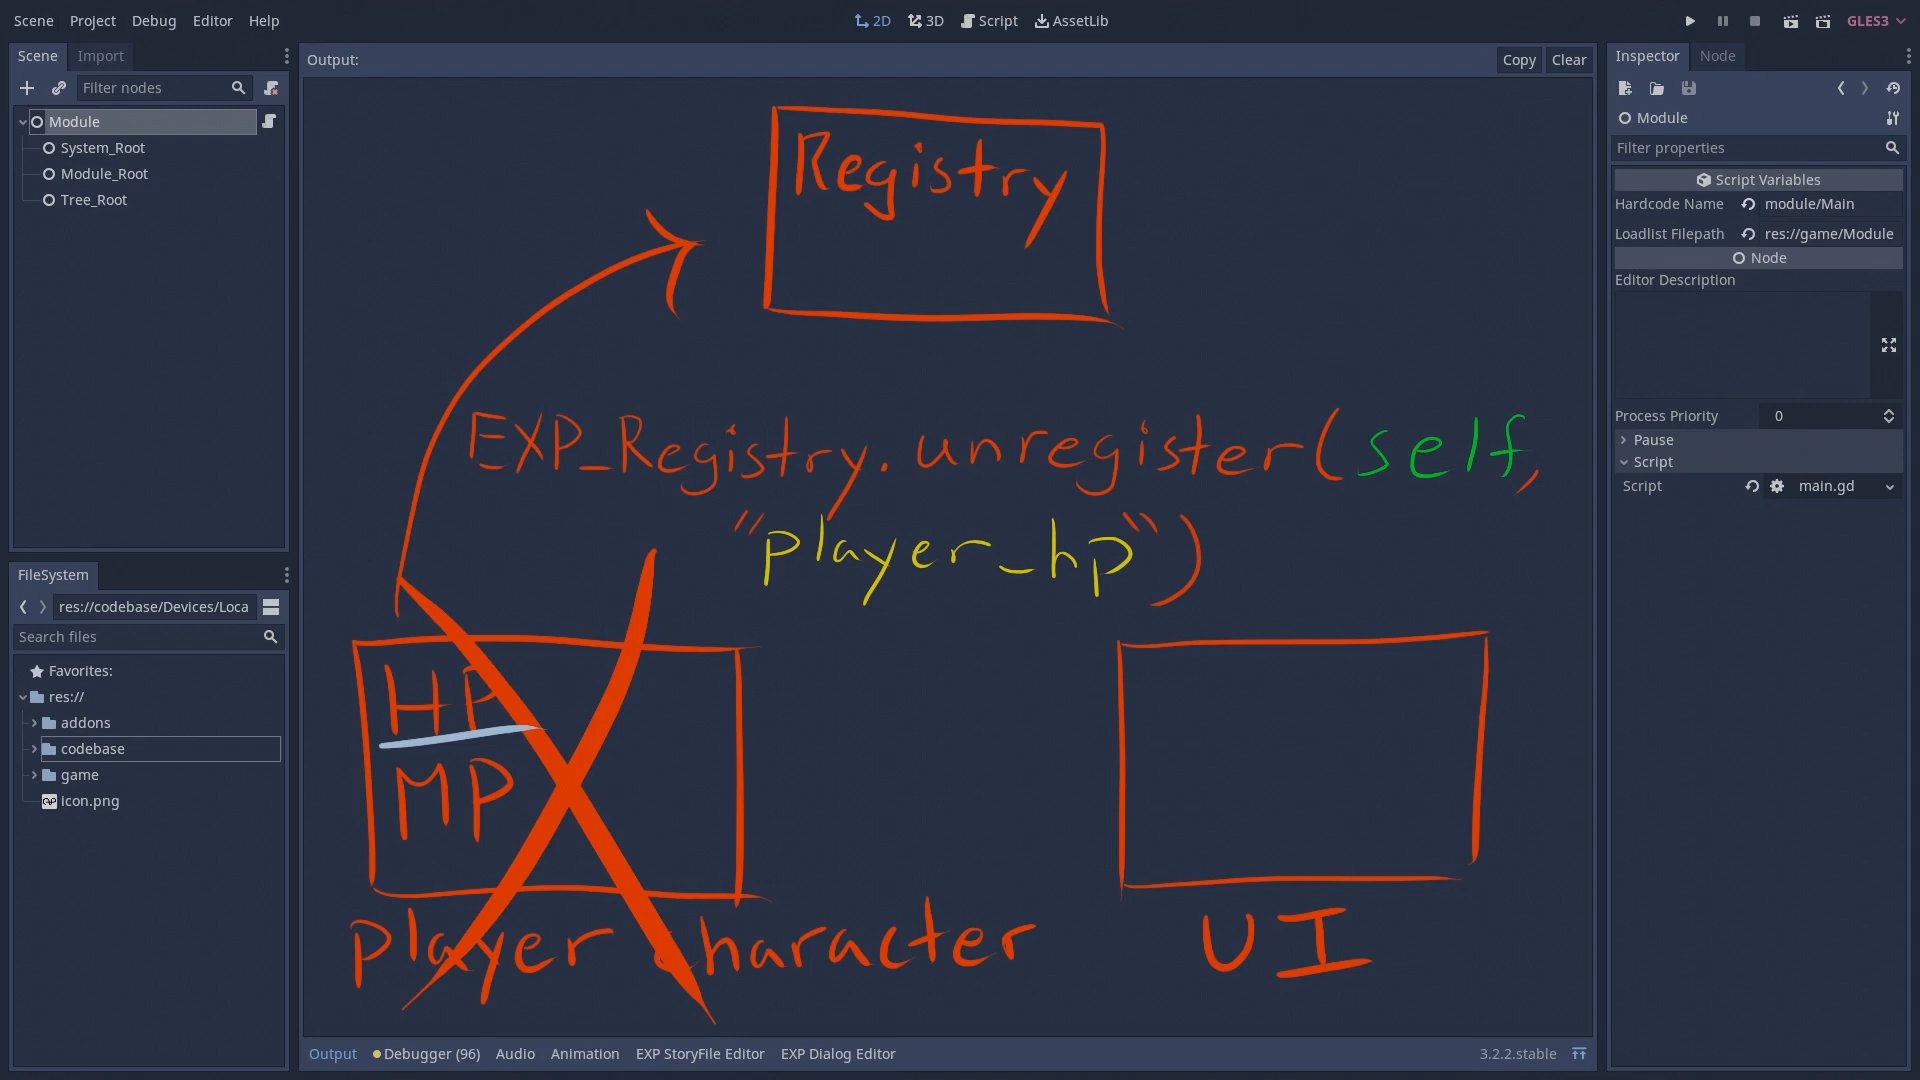 Scene Project Debug Editor Help
2D 3D Script AssetLib
GLES3
Scene Import
Filter nodes
Module
System_Root
Module_Root
Tree_Root
FileSystem
res://codebase/Devices/Loca
Search files
Favorites:
res://
addons
codebase
game
icon.png
Output:
Copy Clear
Registry
EXP_Registry.unregister(self,
"player_hp")
HP
MP
player character
UI
Output Debugger (96) Audio Animation EXP StoryFile Editor EXP Dialog Editor
3.2.2.stable
Inspector Node
Module
Filter properties
Script Variables
Hardcode Name module/Main
Loadlist Filepath res://game/Module
Node
Editor Description
Process Priority 0
Pause
Script
Script main.gd